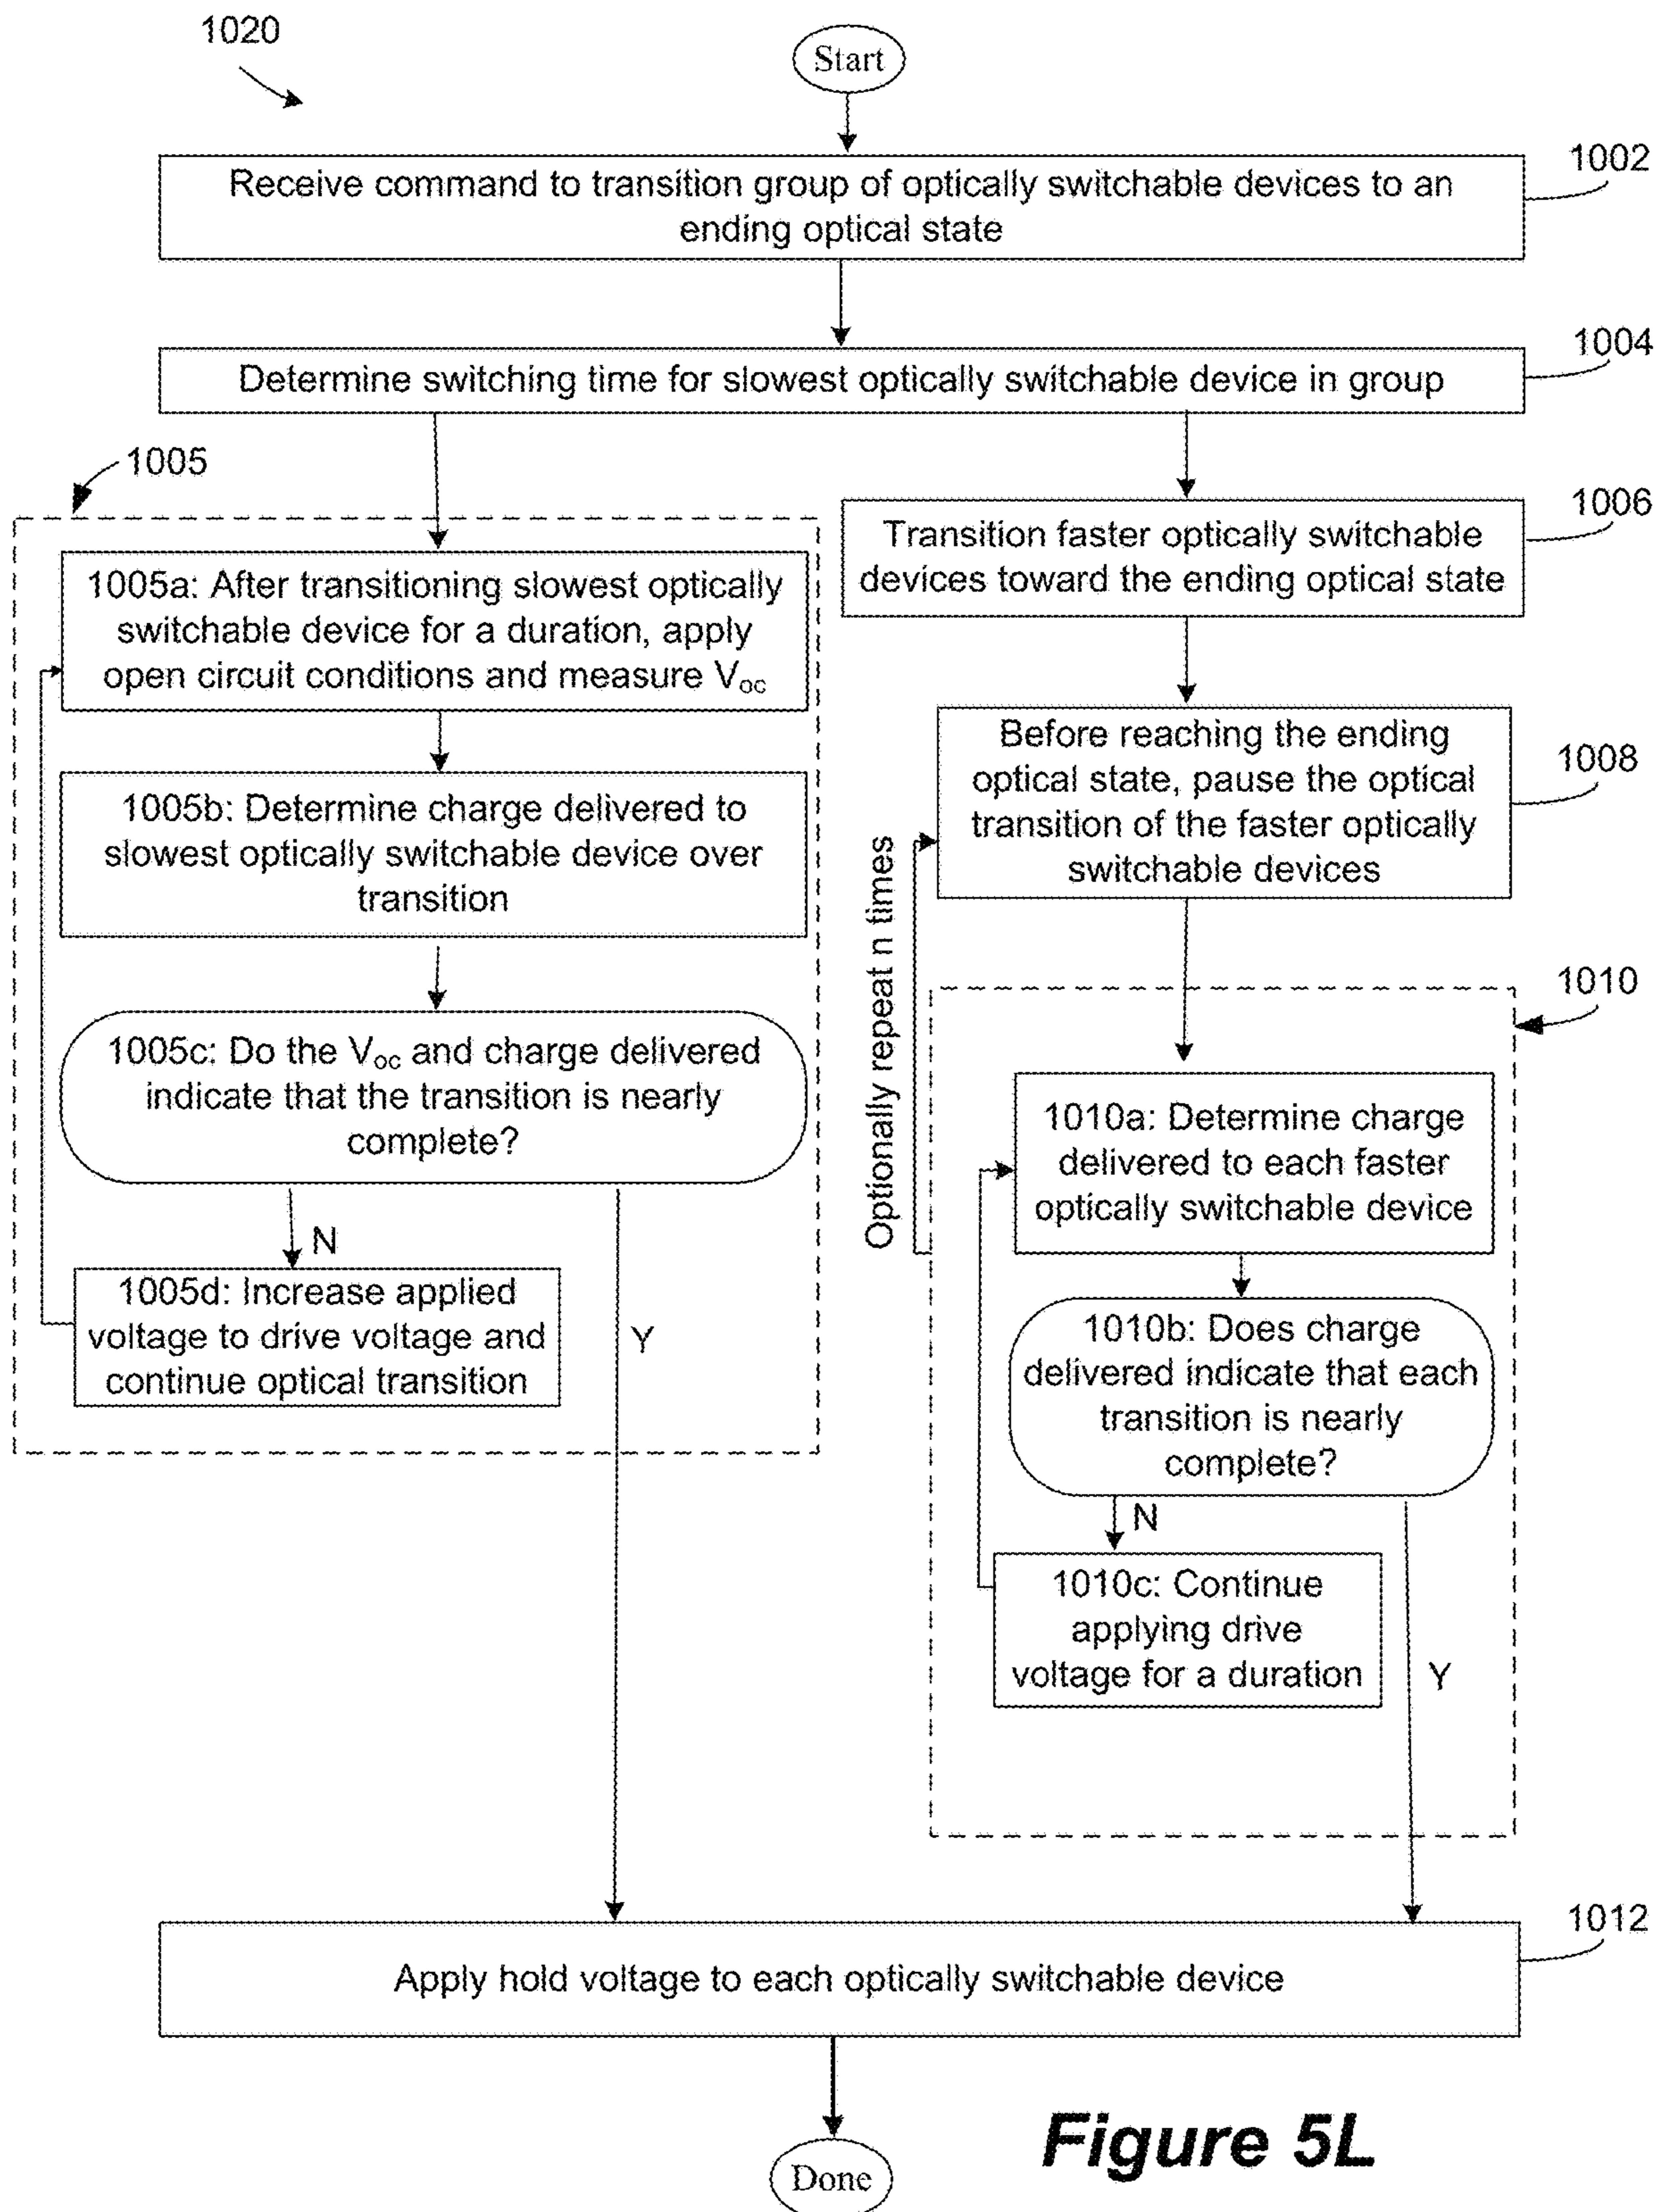 1020
Start
1002
Receive command to transition group of optically switchable devices to an
ending optical state
1004
Determine switching time for slowest optically switchable device in group
1005
1005a: After transitioning slowest optically
switchable device for a duration, apply
open circuit conditions and measure Voc
1005b: Determine charge delivered to
slowest optically switchable device over
transition
1005c: Do the Voc and charge delivered
indicate that the transition is nearly
complete?
N
1005d: Increase applied
voltage to drive voltage and
continue optical transition
Y
1006
Transition faster optically switchable
devices toward the ending optical state
1008
Before reaching the ending
optical state, pause the optical
transition of the faster optically
switchable devices
Optionally repeat n times
1010
1010a: Determine charge
delivered to each faster
optically switchable device
1010b: Does charge
delivered indicate that each
transition is nearly
complete?
N
1010c: Continue
applying drive
voltage for a duration
Y
1012
Apply hold voltage to each optically switchable device
Done
Figure 5L